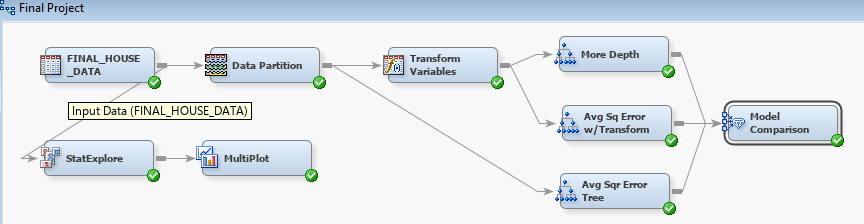 Final Project
FINAL_HOUSE
_DATA
Data Partition
Transform
Variables
More Depth
Input Data (FINAL_HOUSE_DATA)
Avg Sq Error
w/Transform
Model
Comparison
StatExplore
MultiPlot
Avg Sqr Error
Tree